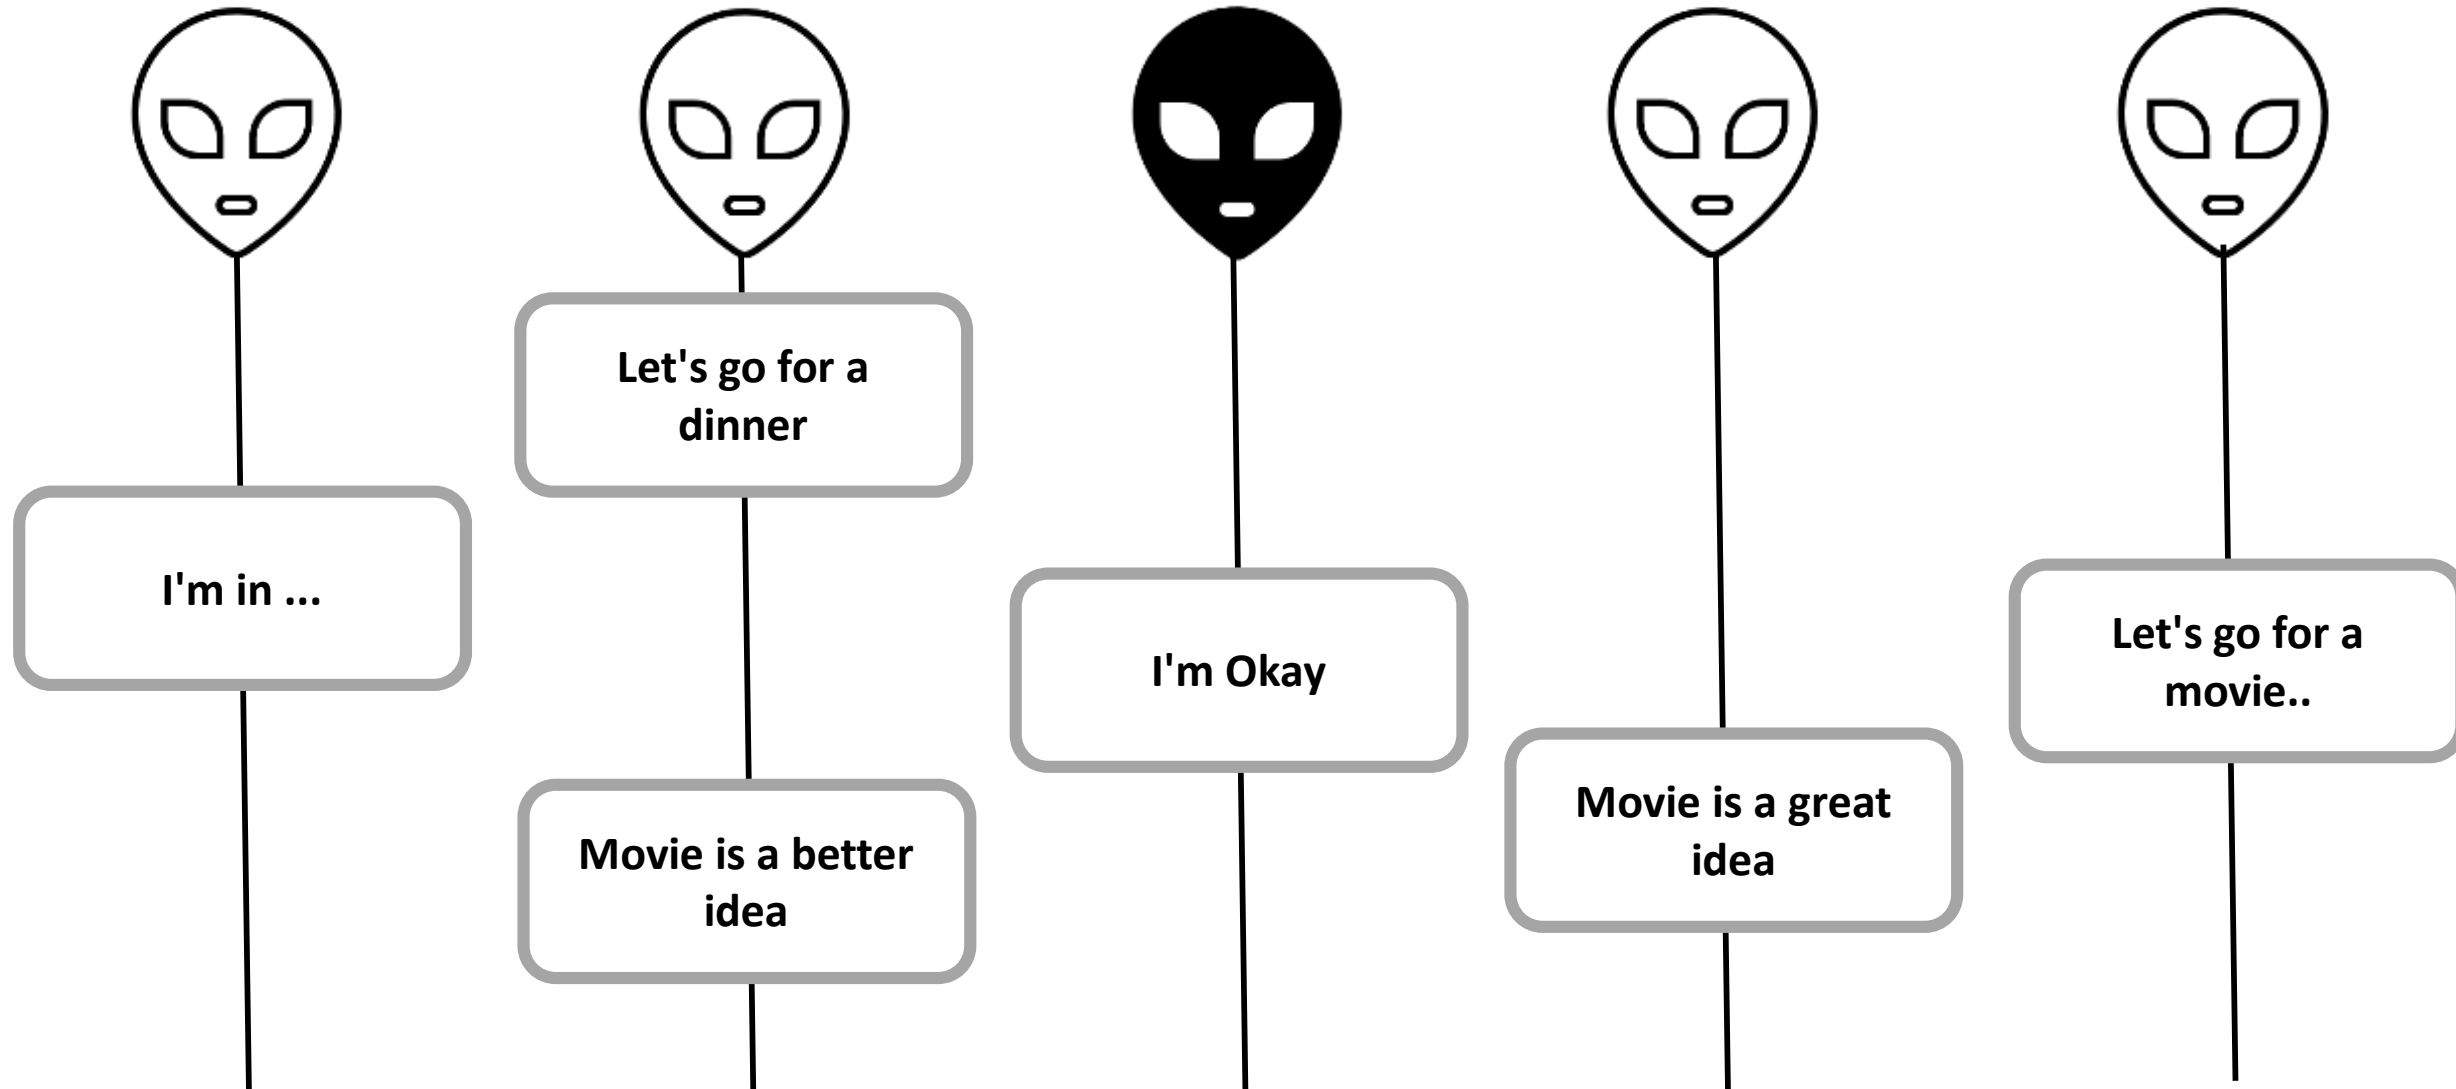 Let's go for a
dinner
I'm in ...
Let's go for a
movie..
I'm Okay
Movie is a great
idea
Movie is a better
idea